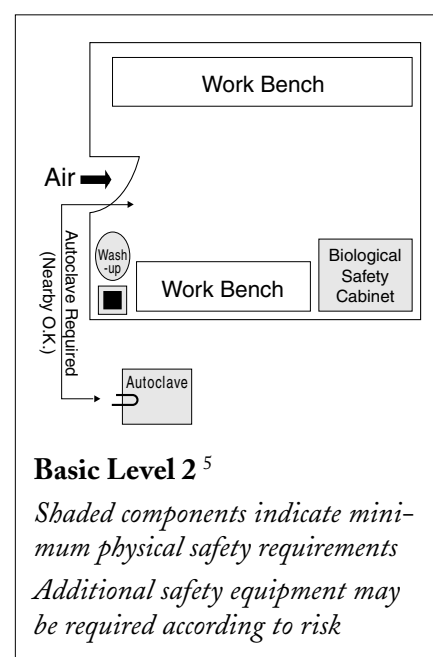 Work Bench
Air
Autoclave Required
(Nearby O.K.)
Wash
-up
Work Bench
Biological
Safety
Cabinet
Autoclave
Basic Level 2 5
Shaded components indicate mini-
mum physical safety requirements
Additional safety equipment may
be required according to risk